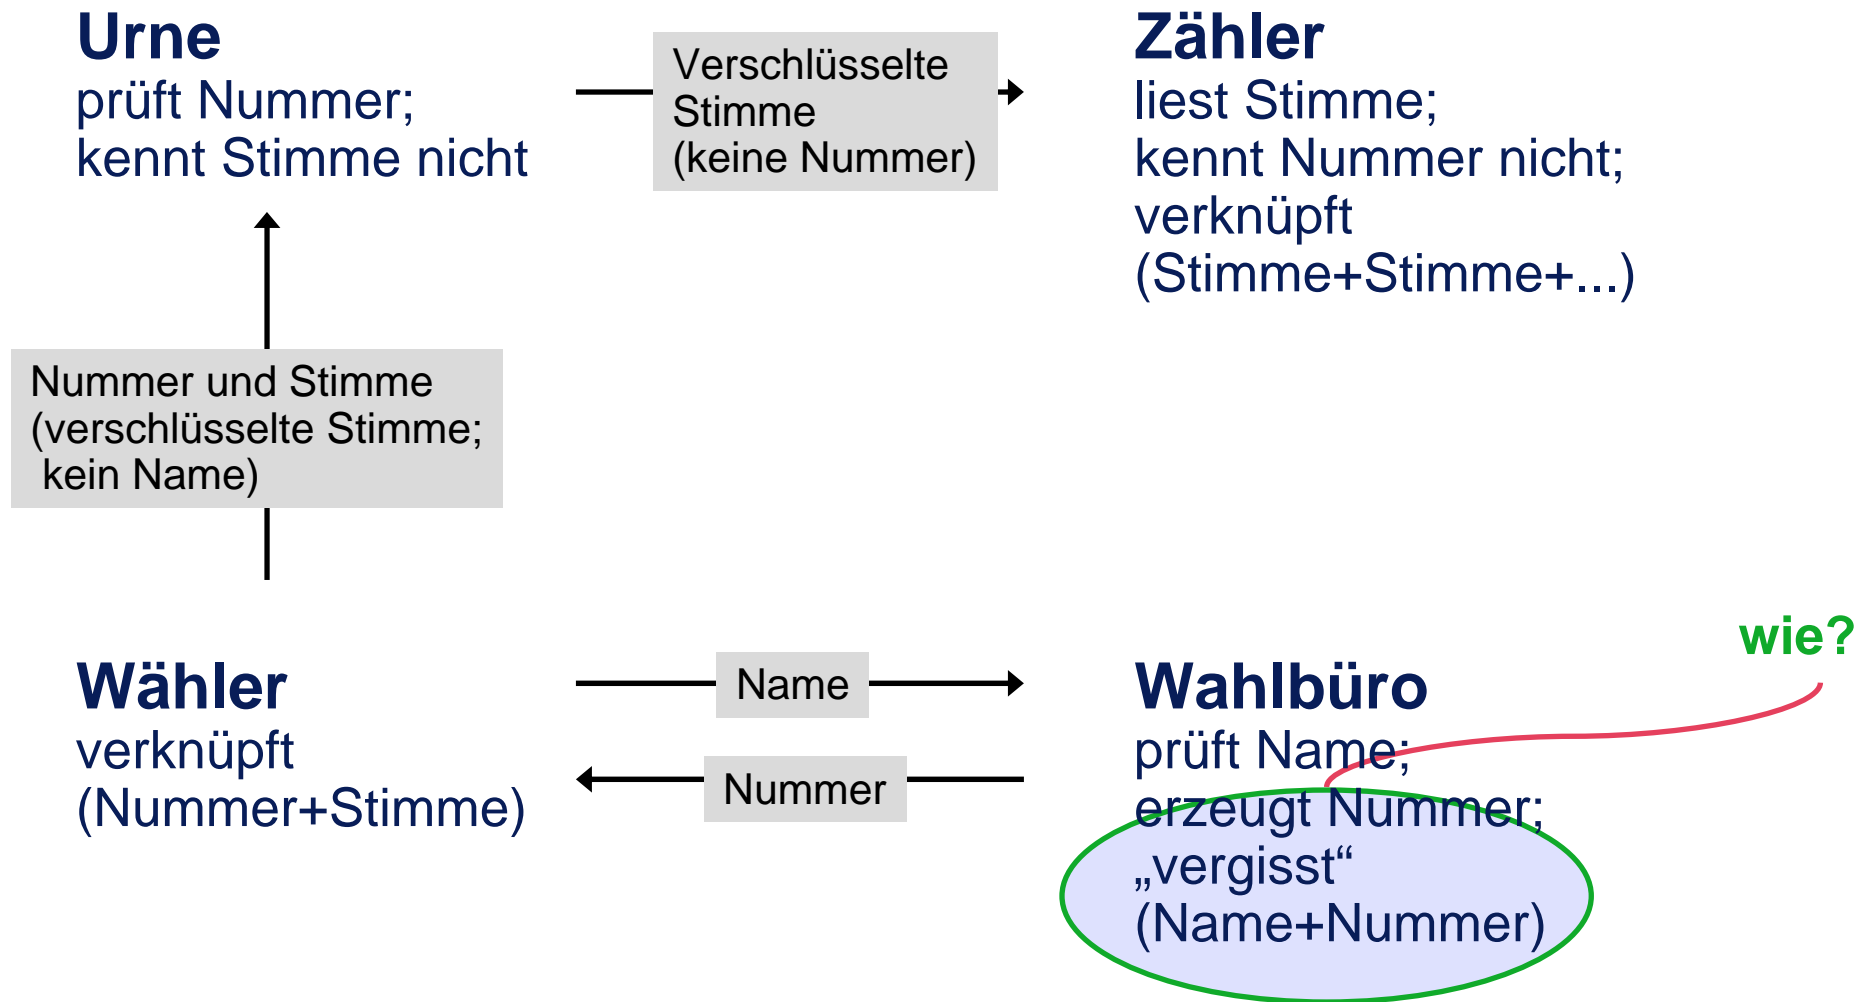 Urne
prüft Nummer;
kennt Stimme nicht
Verschlüsselte
Stimme
(keine Nummer)
Zähler
liest Stimme;
kennt Nummer nicht;
verknüpft
(Stimme+Stimme+...)
Nummer und Stimme
(verschlüsselte Stimme;
kein Name)
Wähler
verknüpft
(Nummer+Stimme)
Name
Nummer
wie?
Wahlbüro
prüft Name;
erzeugt Nummer;
„vergisst“
(Name+Nummer)